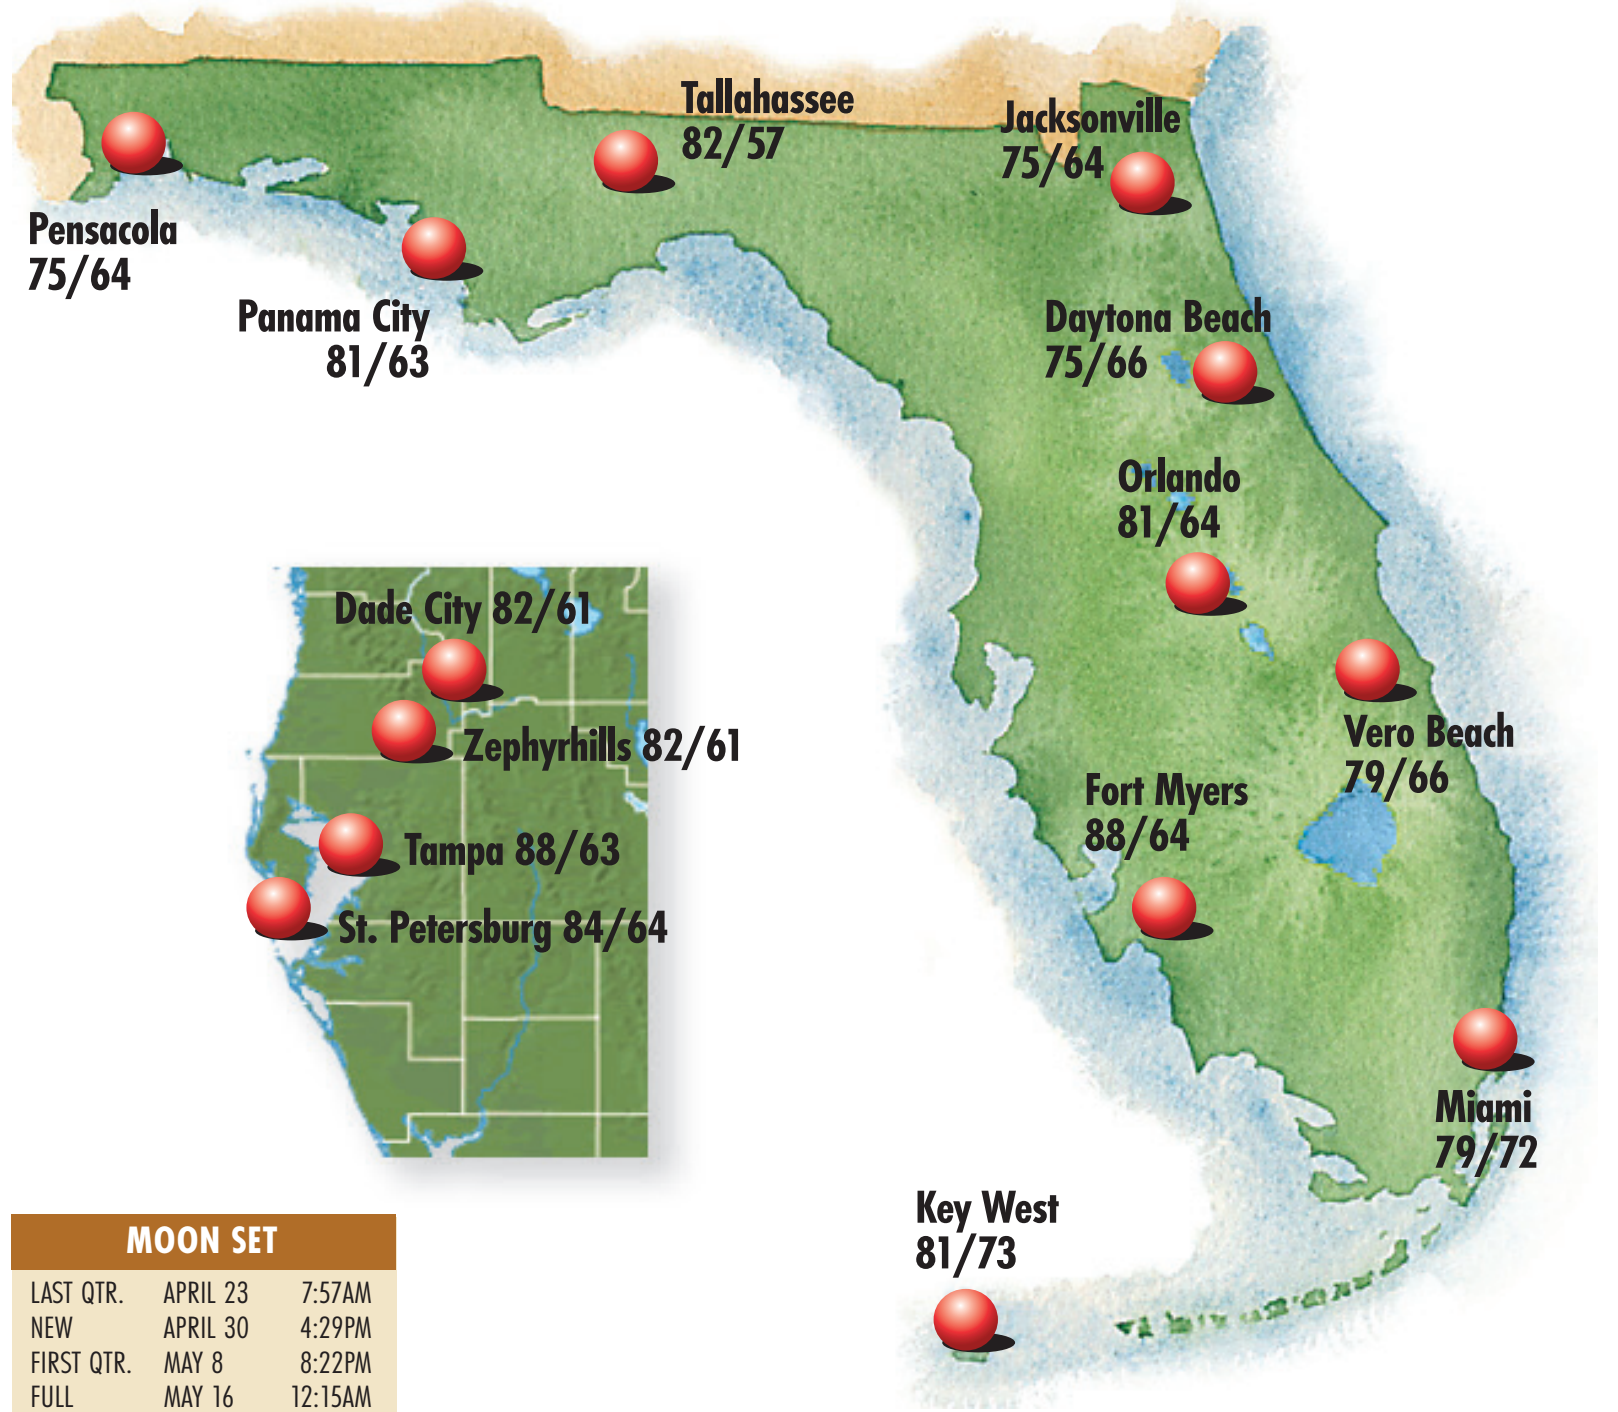 Tallahassee
82/57
Jacksonville
75/64
Pensacola
75/64
Panama City
81/63
Daytona Beach
75/66
Orlando
81/64
Dade City 82/61
Zephyrhills 82/61
Tampa 88/63
St. Petersburg 84/64
Vero Beach
79/66
Fort Myers
88/64
Miami
79/72
Key West
81/73
MOON SET
LAST QTR. APRIL 23 7:57AM
NEW APRIL 30 4:29PM
FIRST QTR. MAY 8 8:22PM
FULL MAY 16 12:15AM